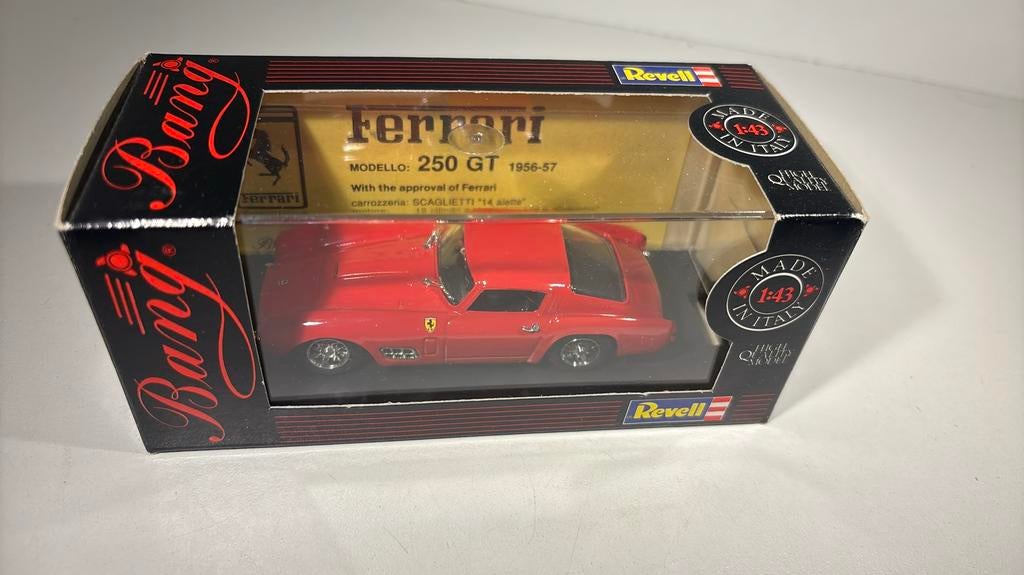 Bang®
Revell
MADE
1:43
IN ITALY
HIGH
QUALITY
MODEL
Ferrari
Ferrari
MODELLO: 250 GT 1956-57
With the approval of Ferrari
carrozzeria: SCAGLIETTI "14 alette"
Bang®
MADE
1:43
IN ITALY
HIGH
QUALITY
MODEL
Revell